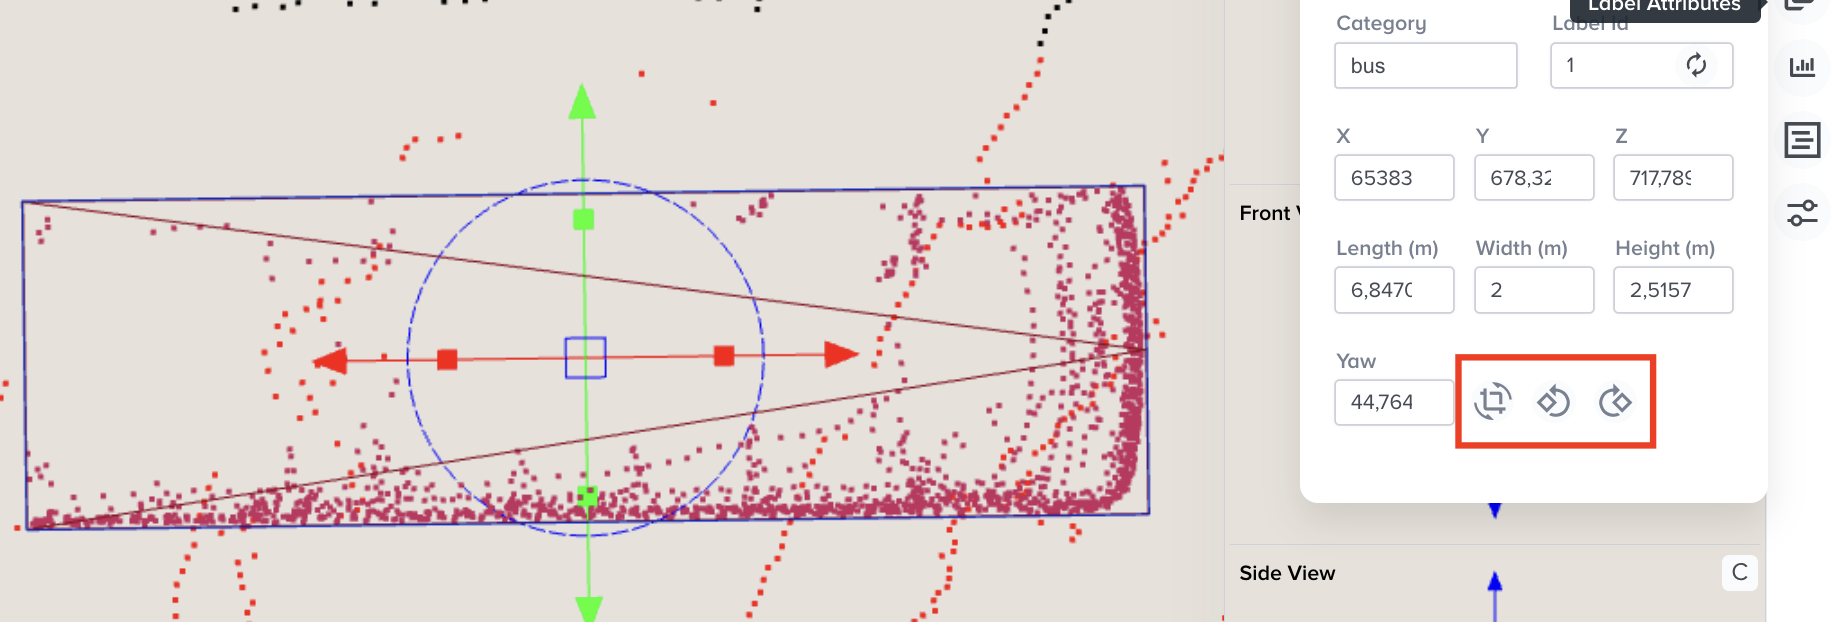 Label Attributes
Category
Label Id
bus
1
X
Y
Z
65383
678,32
717,789
Length (m)
Width (m)
Height (m)
6,8470
2
2,5157
Yaw
44,764
Front
Side View
C